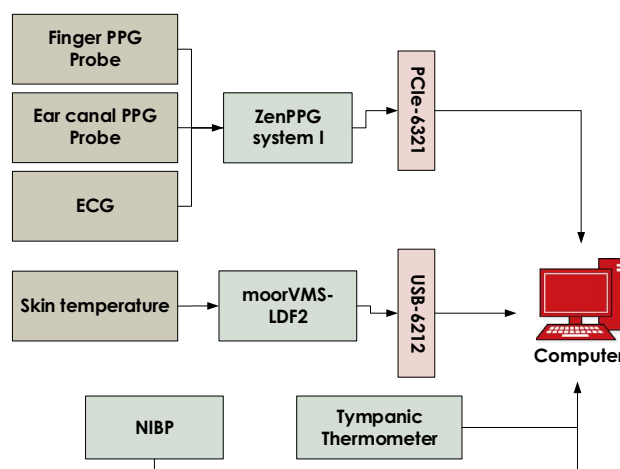 Finger PPG
Probe
Ear canal PPG
Probe
ECG
ZenPPG
system I
PCIe-6321
Skin temperature
moorVMS-
LDF2
USB-6212
Computer
NIBP
Tympanic
Thermometer